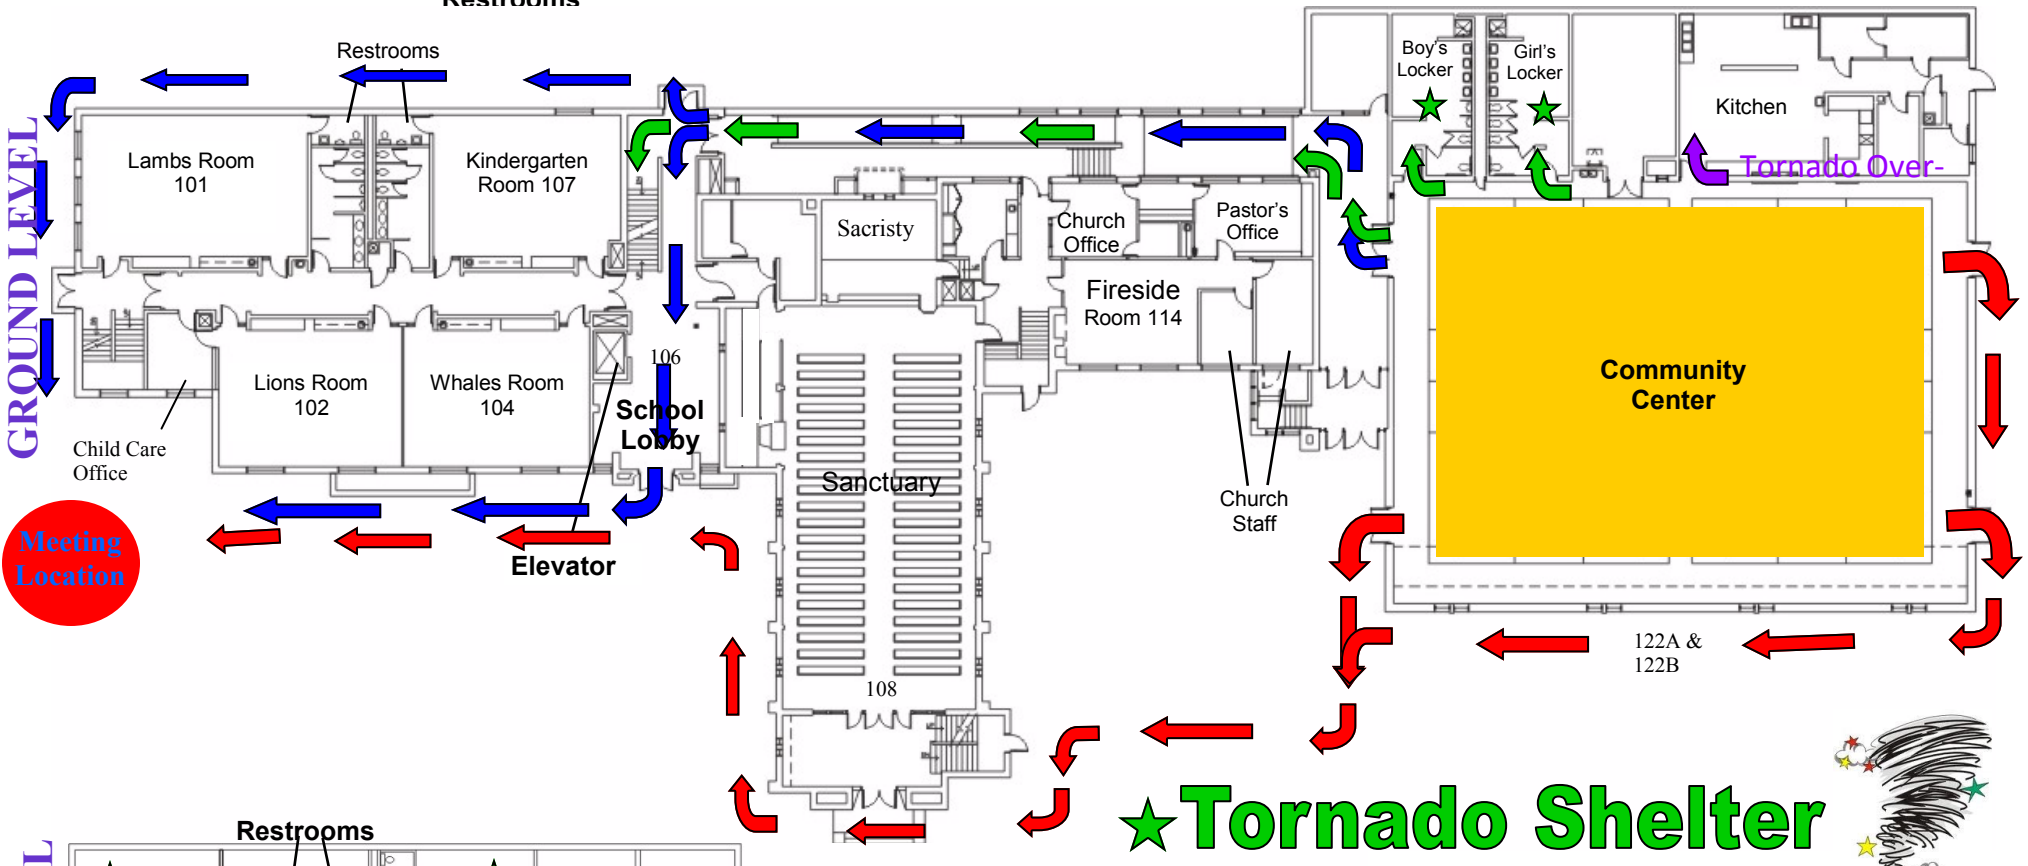 Restrooms
Restrooms
Boy's
Locker
Girl's
Locker
Kitchen
Tornado Over-
Lambs Room
101
Kindergarten
Room 107
Sacristy
Church
Office
Pastor's
Office
Fireside
Room 114
GROUND LEVEL
106
School
Lobby
Lions Room
102
Whales Room
104
Community
Center
Child Care
Office
Sanctuary
Church
Staff
Meeting
Location
Elevator
122A &
122B
108
Tornado Shelter
Restrooms
L